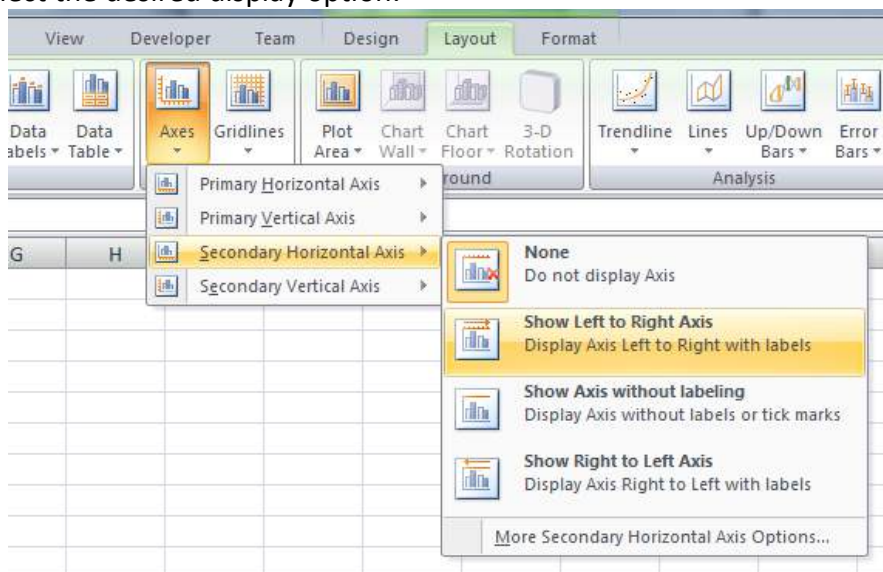 the desired display option.
View Developer Team Design Layout Format
Data Data Axes Gridlines Plot Chart Chart 3-D Trendline Lines Up/Down Error
abels Table Area Wall Floor Rotation Bars Bars
round Analysis
Primary Horizontal Axis
Primary Vertical Axis
Secondary Horizontal Axis
Secondary Vertical Axis
G H
None
Do not display Axis
Show Left to Right Axis
Display Axis Left to Right with labels
Show Axis without labeling
Display Axis without labels or tick marks
Show Right to Left Axis
Display Axis Right to Left with labels
More Secondary Horizontal Axis Options...